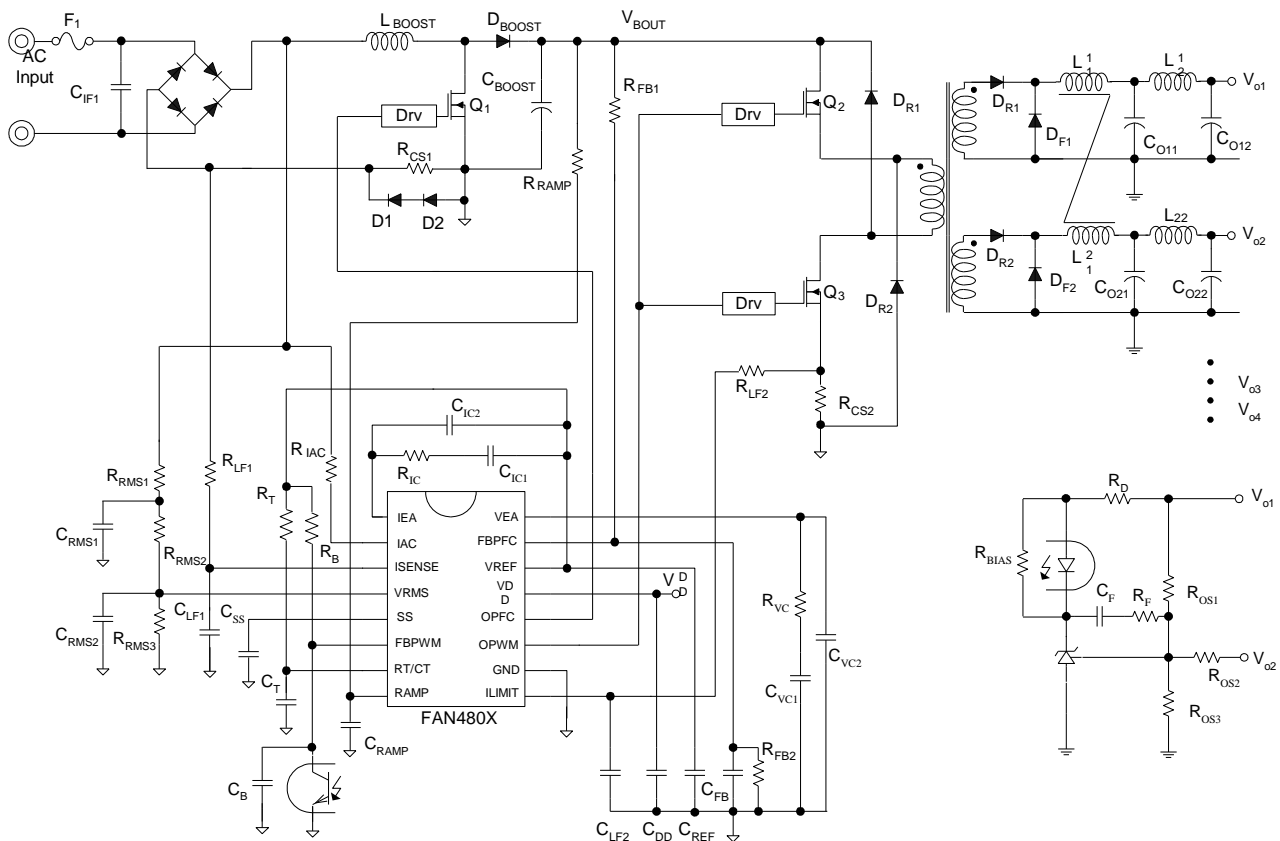 F1
AC
Input
CIF1
LBOOST
DBOOST
VBOUT
CBOOST
Q1
Drv
RCS1
D1
D2
RRAMP
RFB1
Drv
Q2
DR1
Drv
Q3
DR2
RLF2
RCS2
DR1
DF1
L11
L12
Vo1
CO11
CO12
DR2
DF2
L21
L22
Vo2
CO21
CO22
Vo3
Vo4
RRMS1
CRMS1
RRMS2
CRMS2
RRMS3
RLF1
CLF1
CSS
RT
RB
RIAC
CIC2
RIC
CIC1
CT
CB
CRAMP
IEA
IAC
ISENSE
VRMS
SS
FBPWM
RT/CT
RAMP
VEA
FBPFC
VREF
VDD
OPFC
OPWM
GND
ILIMIT
FAN480X
VDD
RVC
CVC1
CVC2
RFB2
CFB
CLF2
CDD
CREF
RD
Vo1
RBIAS
CF
RF
ROS1
Vo2
ROS2
ROS3